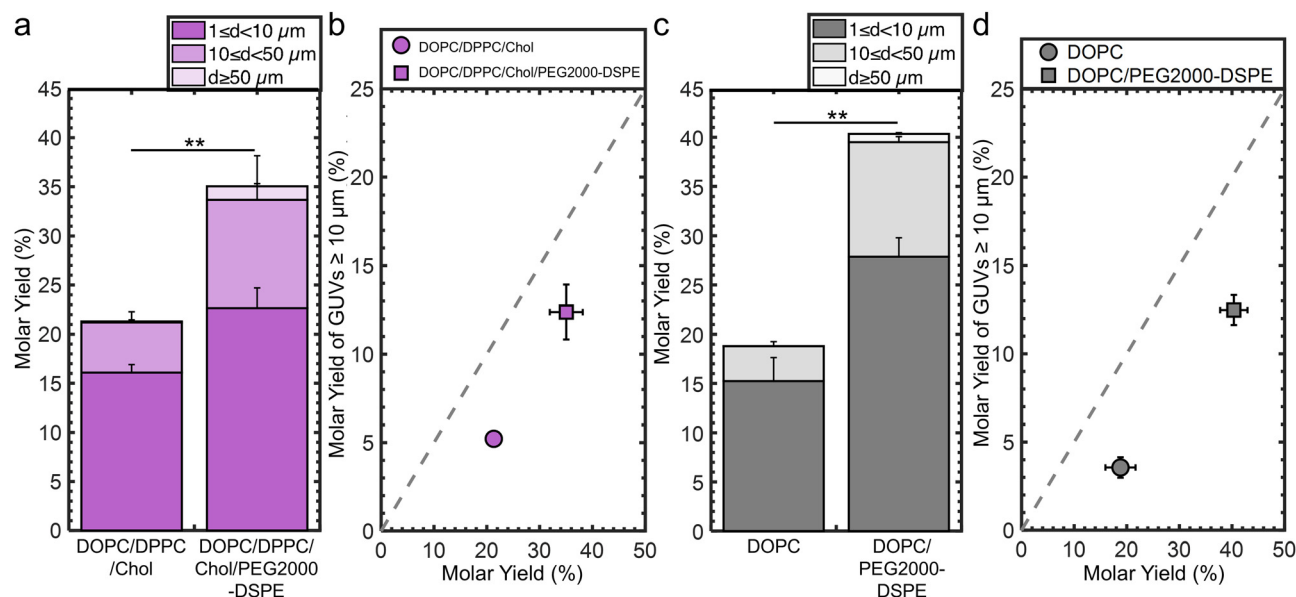 a
1≤d<10 µm
10≤d<50 µm
d≥50 µm
45
40
35
30
25
20
15
10
5
0
Molar Yield (%)
**
DOPC/DPPC
/Chol
DOPC/DPPC/
Chol/PEG2000
-DSPE
b
DOPC/DPPC/Chol
DOPC/DPPC/Chol/PEG2000-DSPE
25
20
15
10
5
0
Molar Yield of GUVs ≥ 10 µm (%)
0 10 20 30 40 50
Molar Yield (%)
c
1≤d<10 µm
10≤d<50 µm
d≥50 µm
45
40
35
30
25
20
15
10
5
0
Molar Yield (%)
**
DOPC
DOPC/
PEG2000-
DSPE
d
DOPC
DOPC/PEG2000-DSPE
25
20
15
10
5
0
Molar Yield of GUVs ≥ 10 µm (%)
0 10 20 30 40 50
Molar Yield (%)